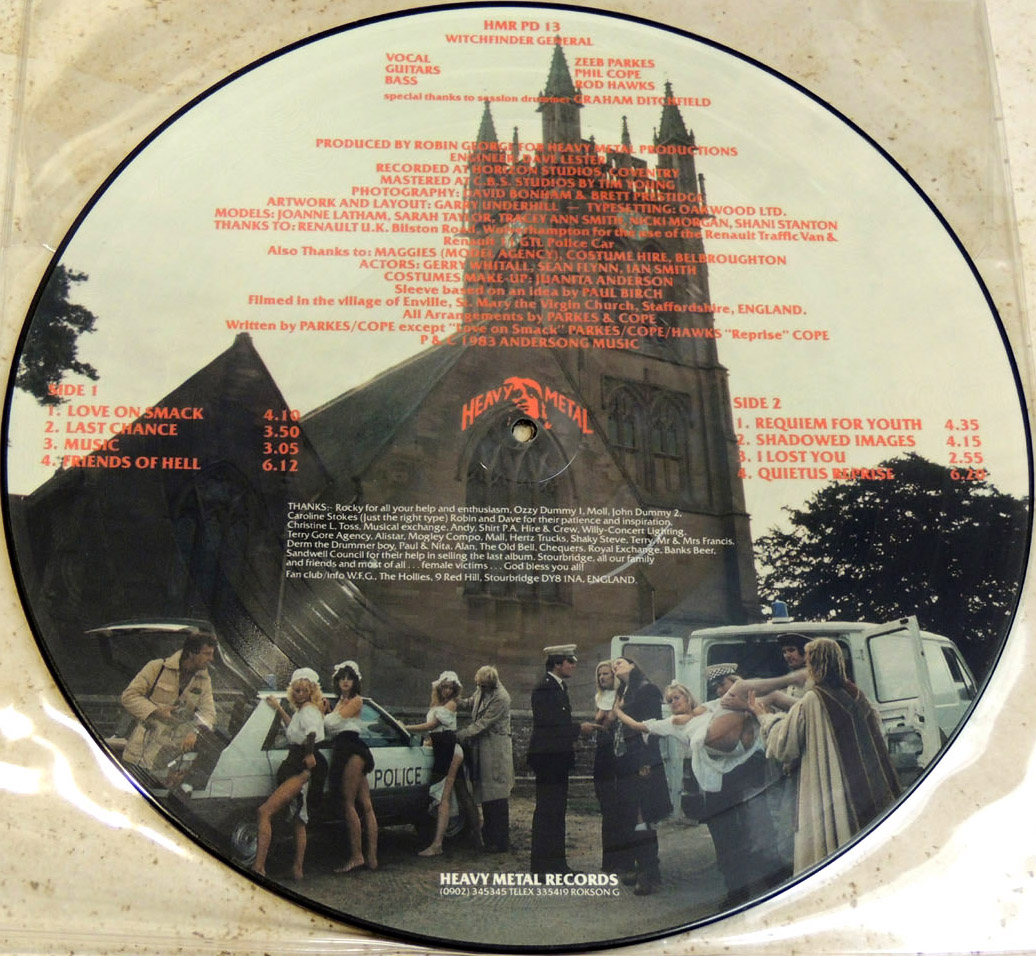 HMR PD 13
WITCHFINDER GENERAL
VOCAL ZEEB PARKES
GUITARS PHIL COPE
BASS ROD HAWKS
special thanks to session drummer GRAHAM DITCHFIELD
PRODUCED BY ROBIN GEORGE FOR HEAVY METAL PRODUCTIONS
ENGINEER: DAVE LESTER
RECORDED AT HORIZON STUDIOS, COVENTRY
MASTERED AT C.B.S. STUDIOS BY TIM YOUNG
PHOTOGRAPHY: DAVID BONHAM & BRETT PRESTIDGE
ARTWORK AND LAYOUT: GARRY UNDERHILL — TYPESETTING: OAKWOOD LTD.
MODELS: JOANNE LATHAM, SARAH TAYLOR, TRACEY ANN SMITH, NICKI MORGAN, SHANI STANTON
THANKS TO: RENAULT U.K. Bilston Road, Wolverhampton for the use of the Renault Traffic Van &
Renault GTL Police Car
Also Thanks to: MAGGIES (MODEL AGENCY), COSTUME HIRE, BELBROUGHTON
ACTORS: GERRY WHITALL, SEAN FLYNN, IAN SMITH
COSTUMES MAKE-UP: JUANITA ANDERSON
Sleeve based on an idea by PAUL BIRCH
Filmed in the village of Enville, St. Mary the Virgin Church, Staffordshire, ENGLAND.
All Arrangements by PARKES & COPE
Written by PARKES/COPE except "Love on Smack" PARKES/COPE/HAWKS "Reprise" COPE
P & C 1983 ANDERSONG MUSIC
HEAVY METAL
SIDE 1
1. LOVE ON SMACK 4.10
2. LAST CHANCE 3.50
3. MUSIC 3.05
4. FRIENDS OF HELL 6.12
SIDE 2
1. REQUIEM FOR YOUTH 4.35
2. SHADOWED IMAGES 4.15
3. I LOST YOU 2.55
4. QUIETUS REPRISE 6.20
THANKS:- Rocky for all your help and enthusiasm, Ozzy Dummy 1, Moll, John Dummy 2,
Caroline Stokes (Just the right type) Robin and Dave for their patience and inspiration,
Christine L, Toss, Musical exchange, Andy, Shirt P.A. Hire & Crew, Willy-Concert Lighting,
Terry Gore Agency, Alistar, Mogley Compo, Mall, Hertz Trucks, Shaky Steve, Terry, Mr & Mrs Francis,
Derm the Drummer boy, Paul & Nita, Alan, The Old Bell, Chequers, Royal Exchange, Banks Beer,
Sandwell Council for their help in selling the last album. Stourbridge, all our family
and friends and most of all . . . female victims . . . God bless you all!
Fan club/info W.F.G., The Hollies, 9 Red Hill, Stourbridge DY8 1NA, ENGLAND.
POLICE
HEAVY METAL RECORDS
(0902) 345345 TELEX 335419 ROKSON G